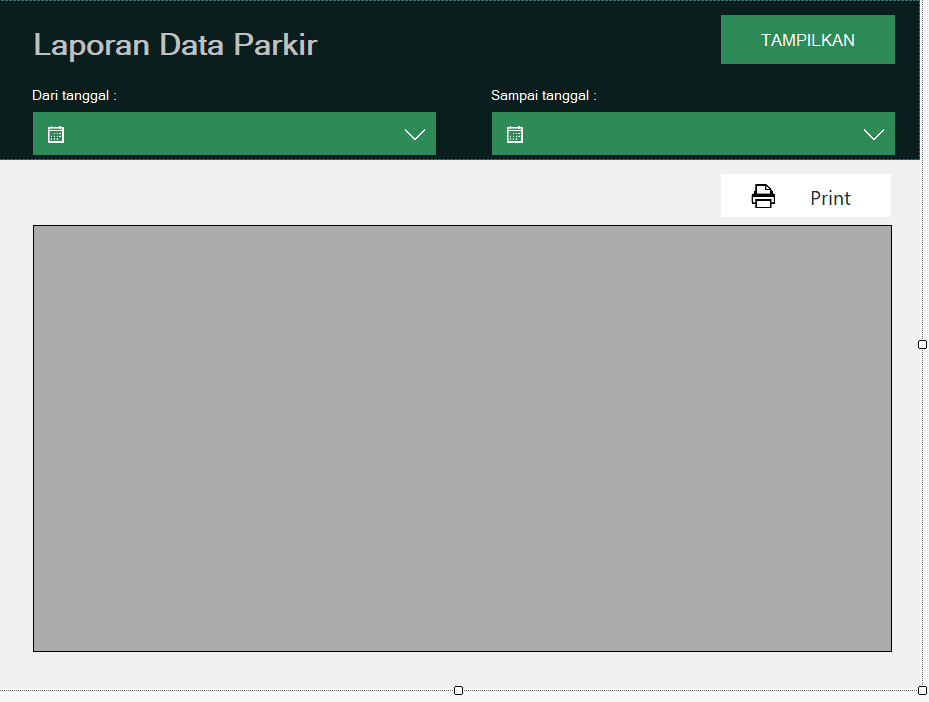 Laporan Data Parkir
TAMPILKAN
Dari tanggal :
Sampai tanggal :
Print